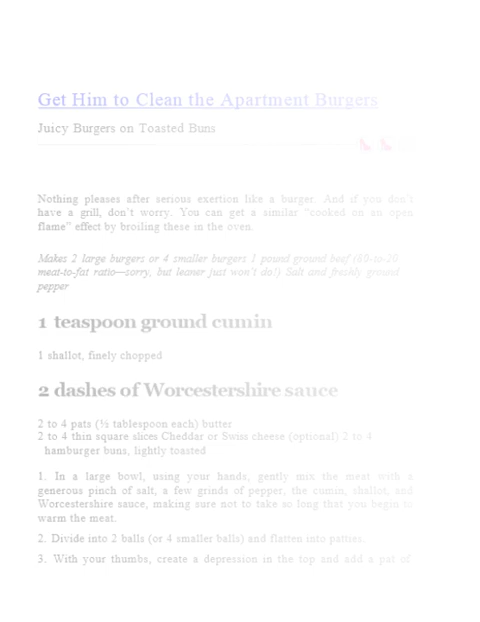 Get Him to Clean the Apartment Burgers
Juicy Burgers on Toasted Buns
Nothing pleases after serious exertion like a burger. And if you don't
have a grill, don't worry. You can get a similar “cooked on an open
flame” effect by broiling these in the oven.
Makes 2 large burgers or 4 smaller burgers 1 pound ground beef (80-to-20
meat-to-fat ratio—sorry, but leaner just won't do!) Salt and freshly ground
pepper
1 teaspoon ground cumin
1 shallot, finely chopped
2 dashes of Worcestershire sauce
2 to 4 pats (½ tablespoon each) butter
2 to 4 thin square slices Cheddar or Swiss cheese (optional) 2 to 4
hamburger buns, lightly toasted
1. In a large bowl, using your hands, gently mix the meat with a
generous pinch of salt, a few grinds of pepper, the cumin, shallot, and
Worcestershire sauce, making sure not to take so long that you begin to
warm the meat.
2. Divide into 2 balls (or 4 smaller balls) and flatten into patties.
3. With your thumbs, create a depression in the top and add a pat of